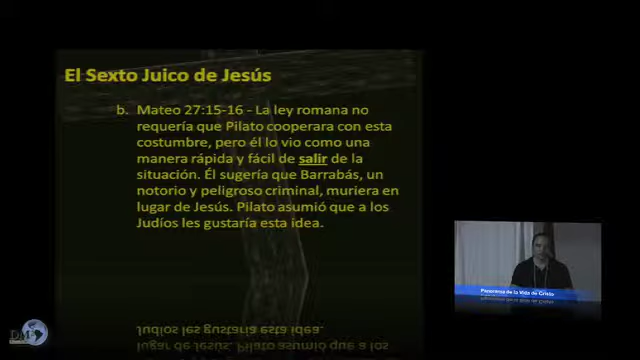 El Sexto Juico de Jesús
b. Mateo 27:15-16 - La ley romana no
requería que Pilato cooperara con esta
costumbre, pero él lo vio como una
manera rápida y fácil de salir de la
situación. Él sugería que Barrabás, un
notorio y peligroso criminal, muriera en
lugar de Jesús. Pilato asumió que a los
Judíos les gustaría esta idea.
Panorama de la Vida de Cristo
DM